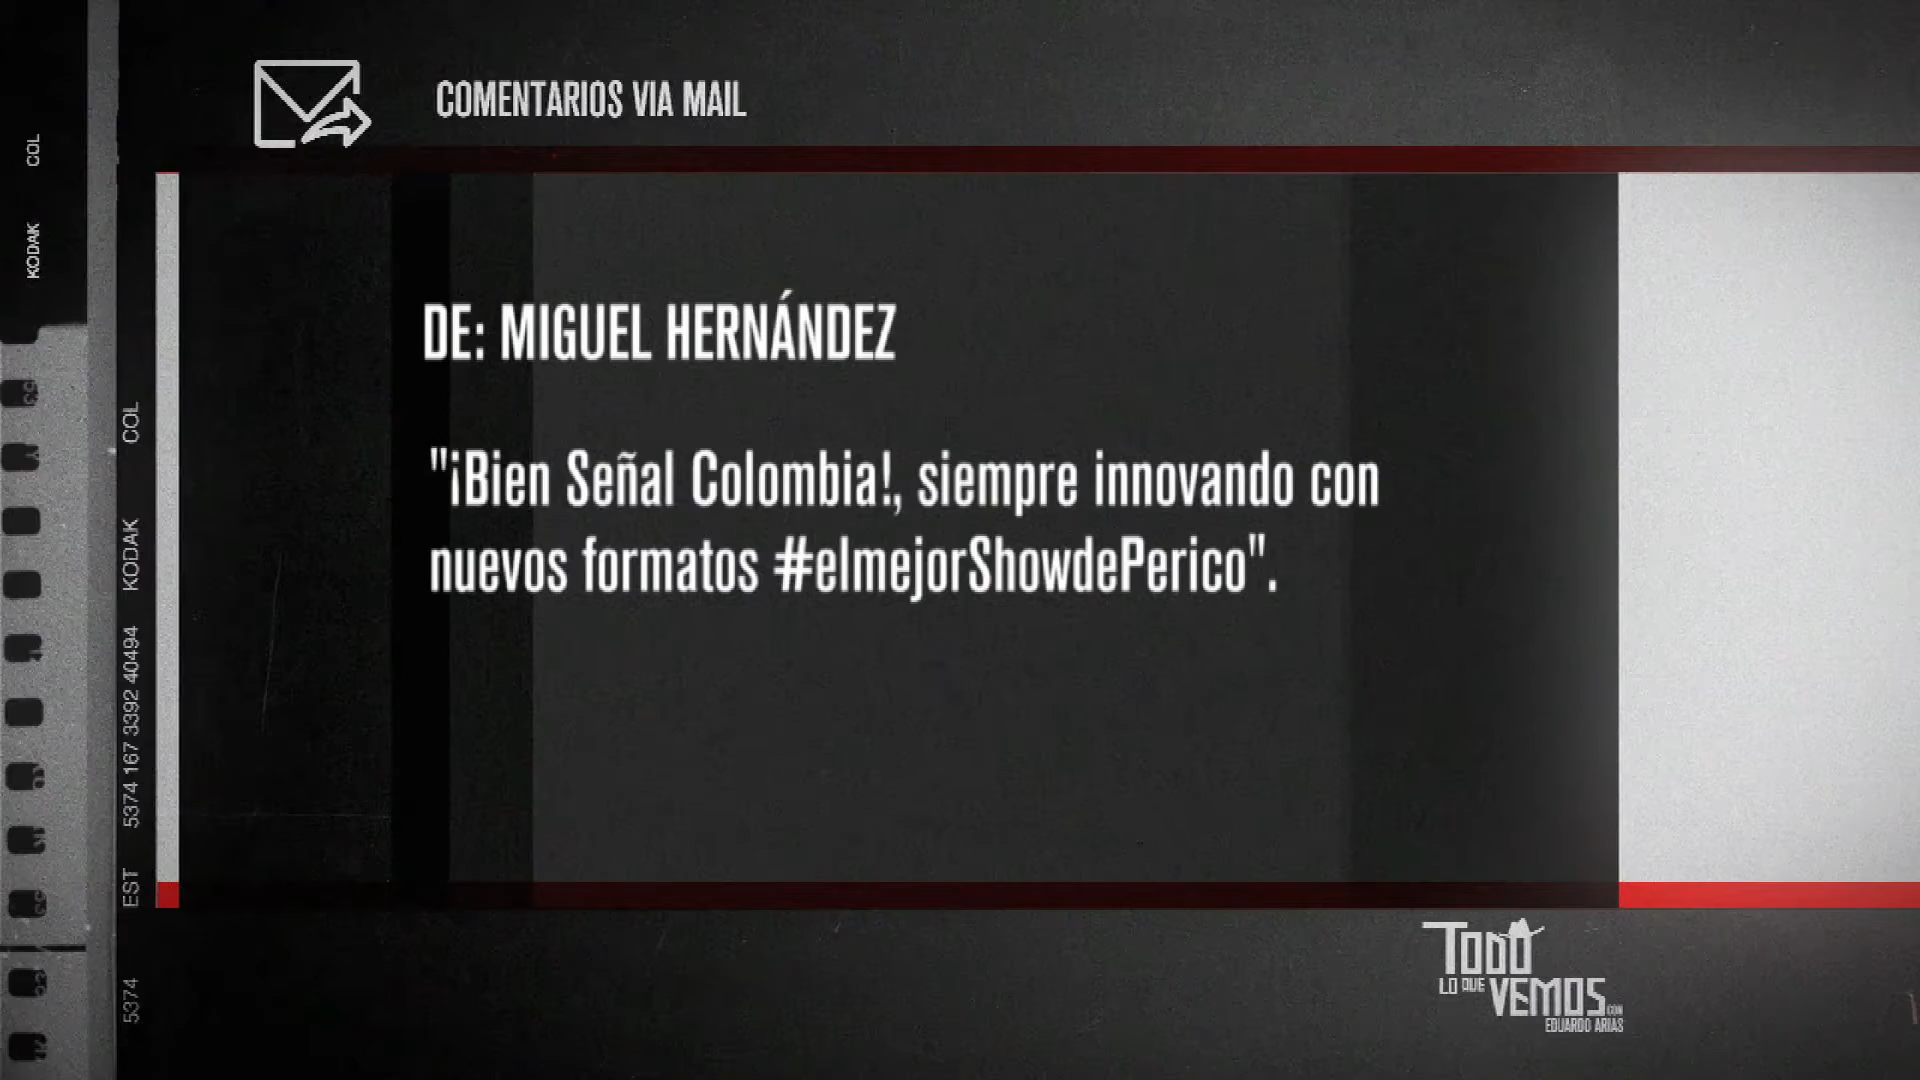 COMENTARIOS VIA MAIL
DE: MIGUEL HERNÁNDEZ
"¡Bien Señal Colombia!, siempre innovando con
nuevos formatos #elmejorShowdePerico".
COL
KODAK
COL
KODAK
5374 167 3392 40494
EST
5374
TODO
LO QUE VEMOS CON
EDUARDO ARIAS